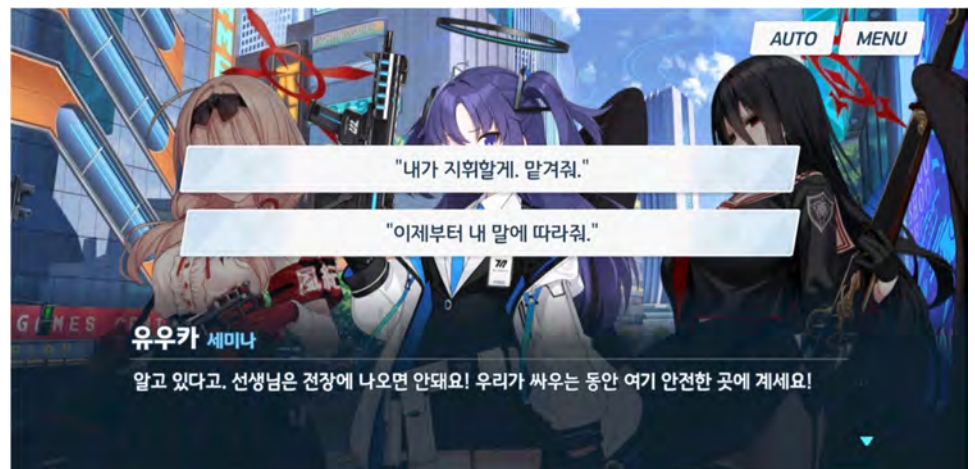 AUTO MENU
"내가 지휘할게. 맡겨줘."
"이제부터 내 말에 따라줘."
유우카 세미나
알고 있다고. 선생님은 전장에 나오면 안돼요! 우리가 싸우는 동안 여기 안전한 곳에 계세요!